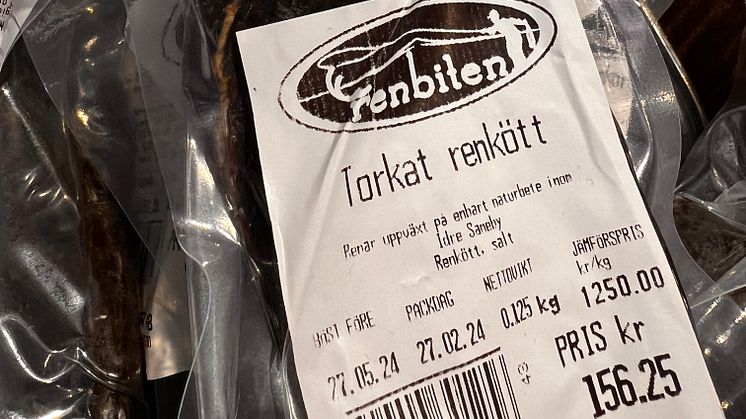 renbiten
Torkat renkött
Renar uppväxt på enbart naturbete inom
Idre Sameby
Renkött, salt
BÄST FÖRE PACKDAG NETTOVIKT JÄMFÖRSPRIS
kr/kg
27.05.24 27.02.24 0.125 kg 1250.00
PRIS kr
156.25